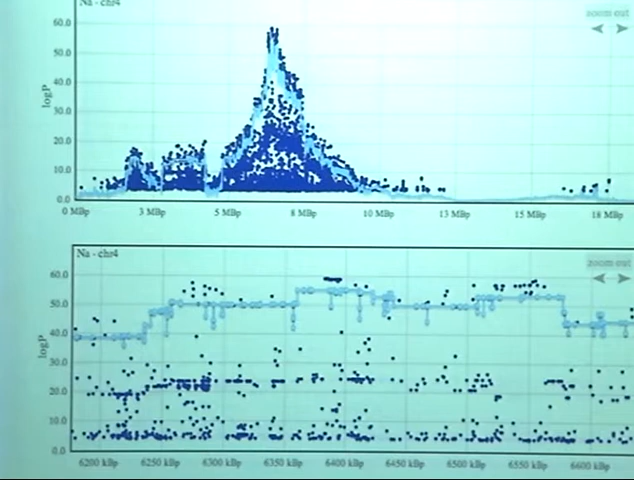 Na - chr4
zoom out
60.0
50.0
40.0
30.0
20.0
10.0
0.0
logP
0 MBp 3 MBp 5 MBp 8 MBp 10 MBp 13 MBp 15 MBp 18 MBp
Na - chr4
zoom out
60.0
50.0
40.0
30.0
20.0
10.0
0.0
logP
6200 kBp 6250 kBp 6300 kBp 6350 kBp 6400 kBp 6450 kBp 6500 kBp 6550 kBp 6600 kBp